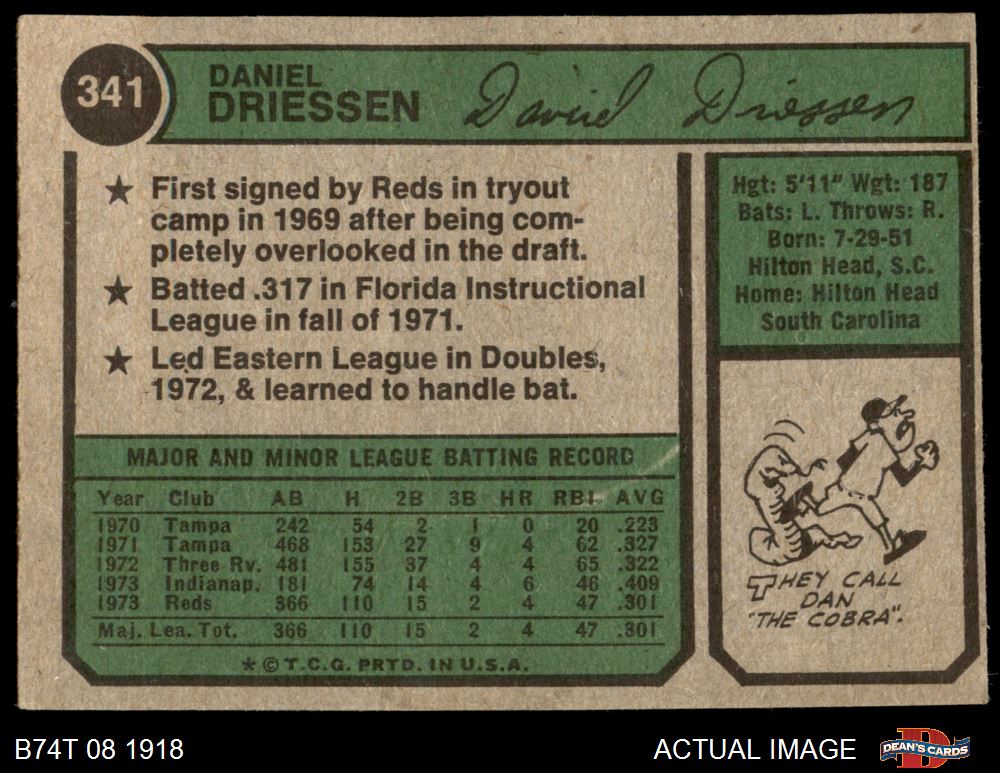 341
DANIEL
DRIESSEN
David Driessen
★ First signed by Reds in tryout
camp in 1969 after being com-
pletely overlooked in the draft.
★ Batted .317 in Florida Instructional
League in fall of 1971.
★ Led Eastern League in Doubles,
1972, & learned to handle bat.
Hgt: 5'11" Wgt: 187
Bats: L. Throws: R.
Born: 7-29-51
Hilton Head, S.C.
Home: Hilton Head
South Carolina
MAJOR AND MINOR LEAGUE BATTING RECORD
Year Club AB H 2B 3B HR RBI AVG
1970 Tampa 242 54 2 1 0 20 .223
1971 Tampa 468 153 27 9 4 62 .327
1972 Three Rv. 481 155 37 4 4 65 .322
1973 Indianap. 181 74 14 4 6 46 .409
1973 Reds 366 110 15 2 4 47 .301
Maj. Lea. Tot. 366 110 15 2 4 47 .301
* © T.C.G. PRTD. IN U.S.A.
THEY CALL
DAN
"THE COBRA".
B74T 08 1918
ACTUAL IMAGE
DEAN'S CARDS